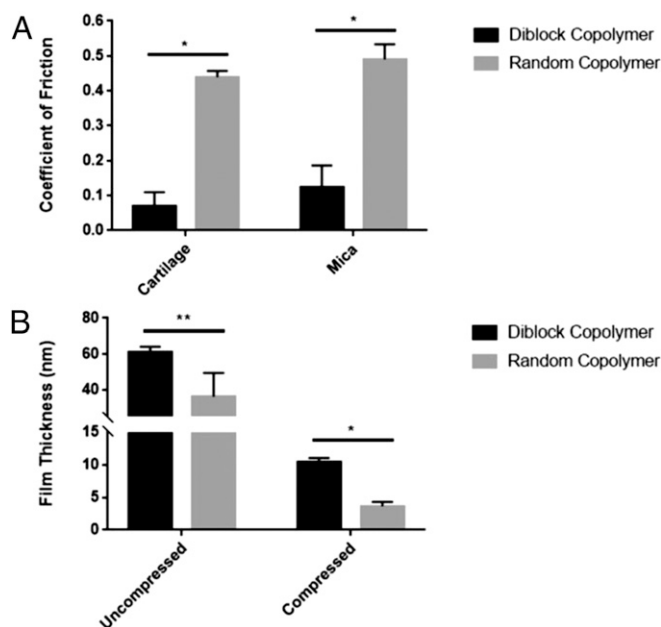 A
Coefficient of Friction
0.6
0.5
0.4
0.3
0.2
0.1
0.0
*
*
Cartilage
Mica
Diblock Copolymer
Random Copolymer
B
Film Thickness (nm)
80
60
40
15
10
5
0
**
*
Uncompressed
Compressed
Diblock Copolymer
Random Copolymer